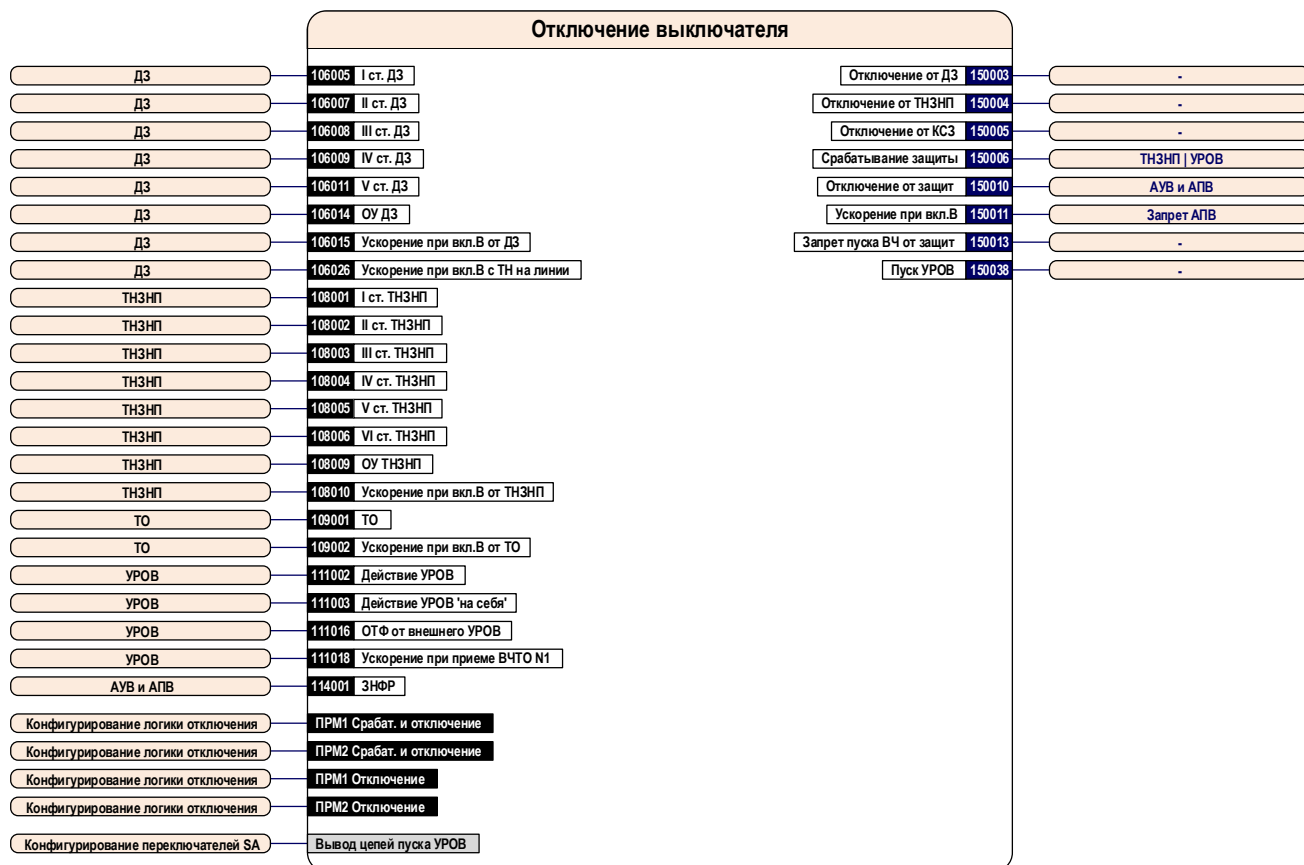 Отключение выключателя
ДЗ 106005 I ст. ДЗ Отключение от ДЗ 150003 -
ДЗ 106007 II ст. ДЗ Отключение от ТНЗНП 150004 -
ДЗ 106008 III ст. ДЗ Отключение от КСЗ 150005 -
ДЗ 106009 IV ст. ДЗ Срабатывание защиты 150006 ТНЗНП | УРОВ
ДЗ 106011 V ст. ДЗ Отключение от защит 150010 АУВ и АПВ
ДЗ 106014 ОУ ДЗ Ускорение при вкл.В 150011 Запрет АПВ
ДЗ 106015 Ускорение при вкл.В от ДЗ Запрет пуска ВЧ от защит 150013 -
ДЗ 106026 Ускорение при вкл.В с ТН на линии Пуск УРОВ 150038 -
ТНЗНП 108001 I ст. ТНЗНП
ТНЗНП 108002 II ст. ТНЗНП
ТНЗНП 108003 III ст. ТНЗНП
ТНЗНП 108004 IV ст. ТНЗНП
ТНЗНП 108005 V ст. ТНЗНП
ТНЗНП 108006 VI ст. ТНЗНП
ТНЗНП 108009 ОУ ТНЗНП
ТНЗНП 108010 Ускорение при вкл.В от ТНЗНП
ТО 109001 ТО
ТО 109002 Ускорение при вкл.В от ТО
УРОВ 111002 Действие УРОВ
УРОВ 111003 Действие УРОВ 'на себя'
УРОВ 111016 ОТФ от внешнего УРОВ
УРОВ 111018 Ускорение при приеме ВЧТО N1
АУВ и АПВ 114001 ЗНФР
Конфигурирование логики отключения ПРМ1 Срабат. и отключение
Конфигурирование логики отключения ПРМ2 Срабат. и отключение
Конфигурирование логики отключения ПРМ1 Отключение
Конфигурирование логики отключения ПРМ2 Отключение
Конфигурирование переключателей SA Вывод цепей пуска УРОВ